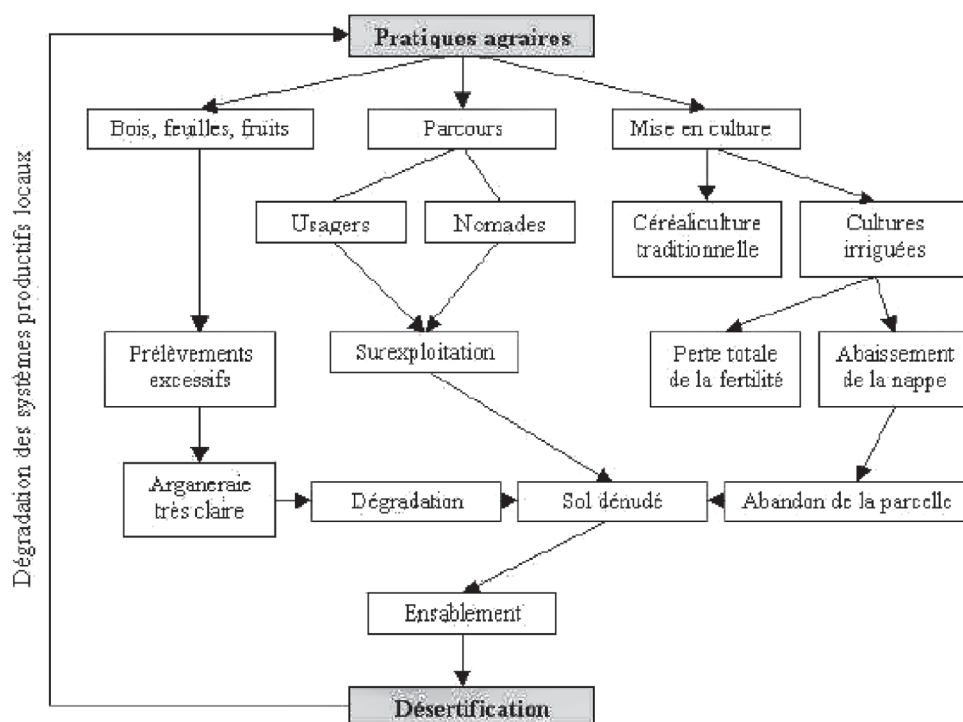 Pratiques agraires
Bois, feuilles, fruits
Parcours
Mise en culture
Usagers
Nomades
Céréaliculture
traditionnelle
Cultures
irriguées
Prélèvements
excessifs
Surexploitation
Perte totale
de la fertilité
Abaissement
de la nappe
Arganeraie
très claire
Dégradation
Sol dénudé
Abandon de la parcelle
Ensablement
Désertification
Dégradation des systèmes productifs locaux